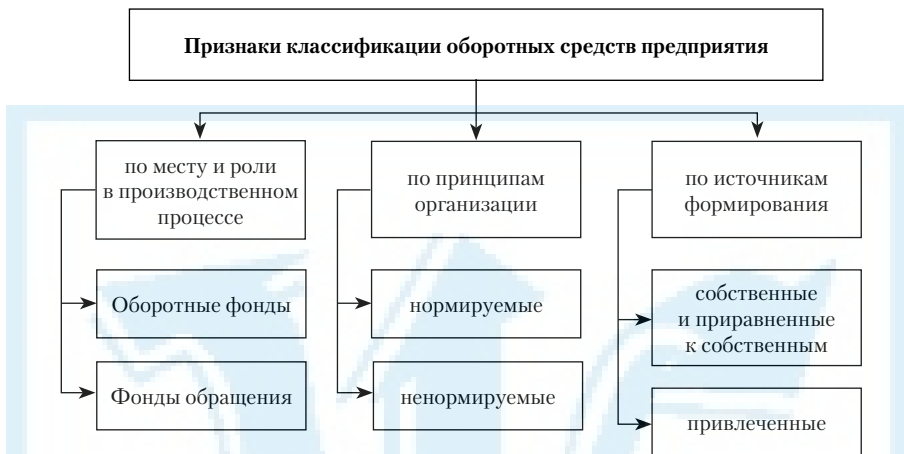 Признаки классификации оборотных средств предприятия
по месту и роли
в производственном
процессе
Оборотные фонды
Фонды обращения
по принципам
организации
нормируемые
ненормируемые
по источникам
формирования
собственные
и приравненные
к собственным
привлеченные